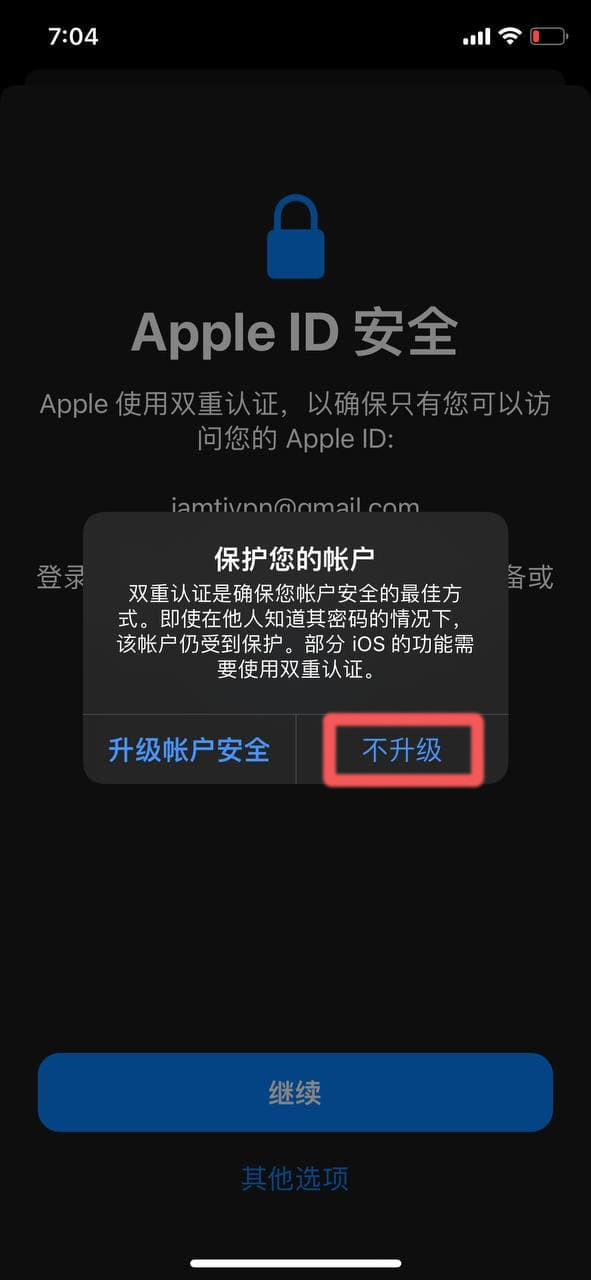 7:04
Apple ID 安全
Apple 使用双重认证，以确保只有您可以访
问您的 Apple ID:
登录
备或
保护您的帐户
双重认证是确保您帐户安全的最佳方
式。即使在他人知道其密码的情况下，
该帐户仍受到保护。部分 iOS 的功能需
要使用双重认证。
升级帐户安全
不升级
继续
其他选项